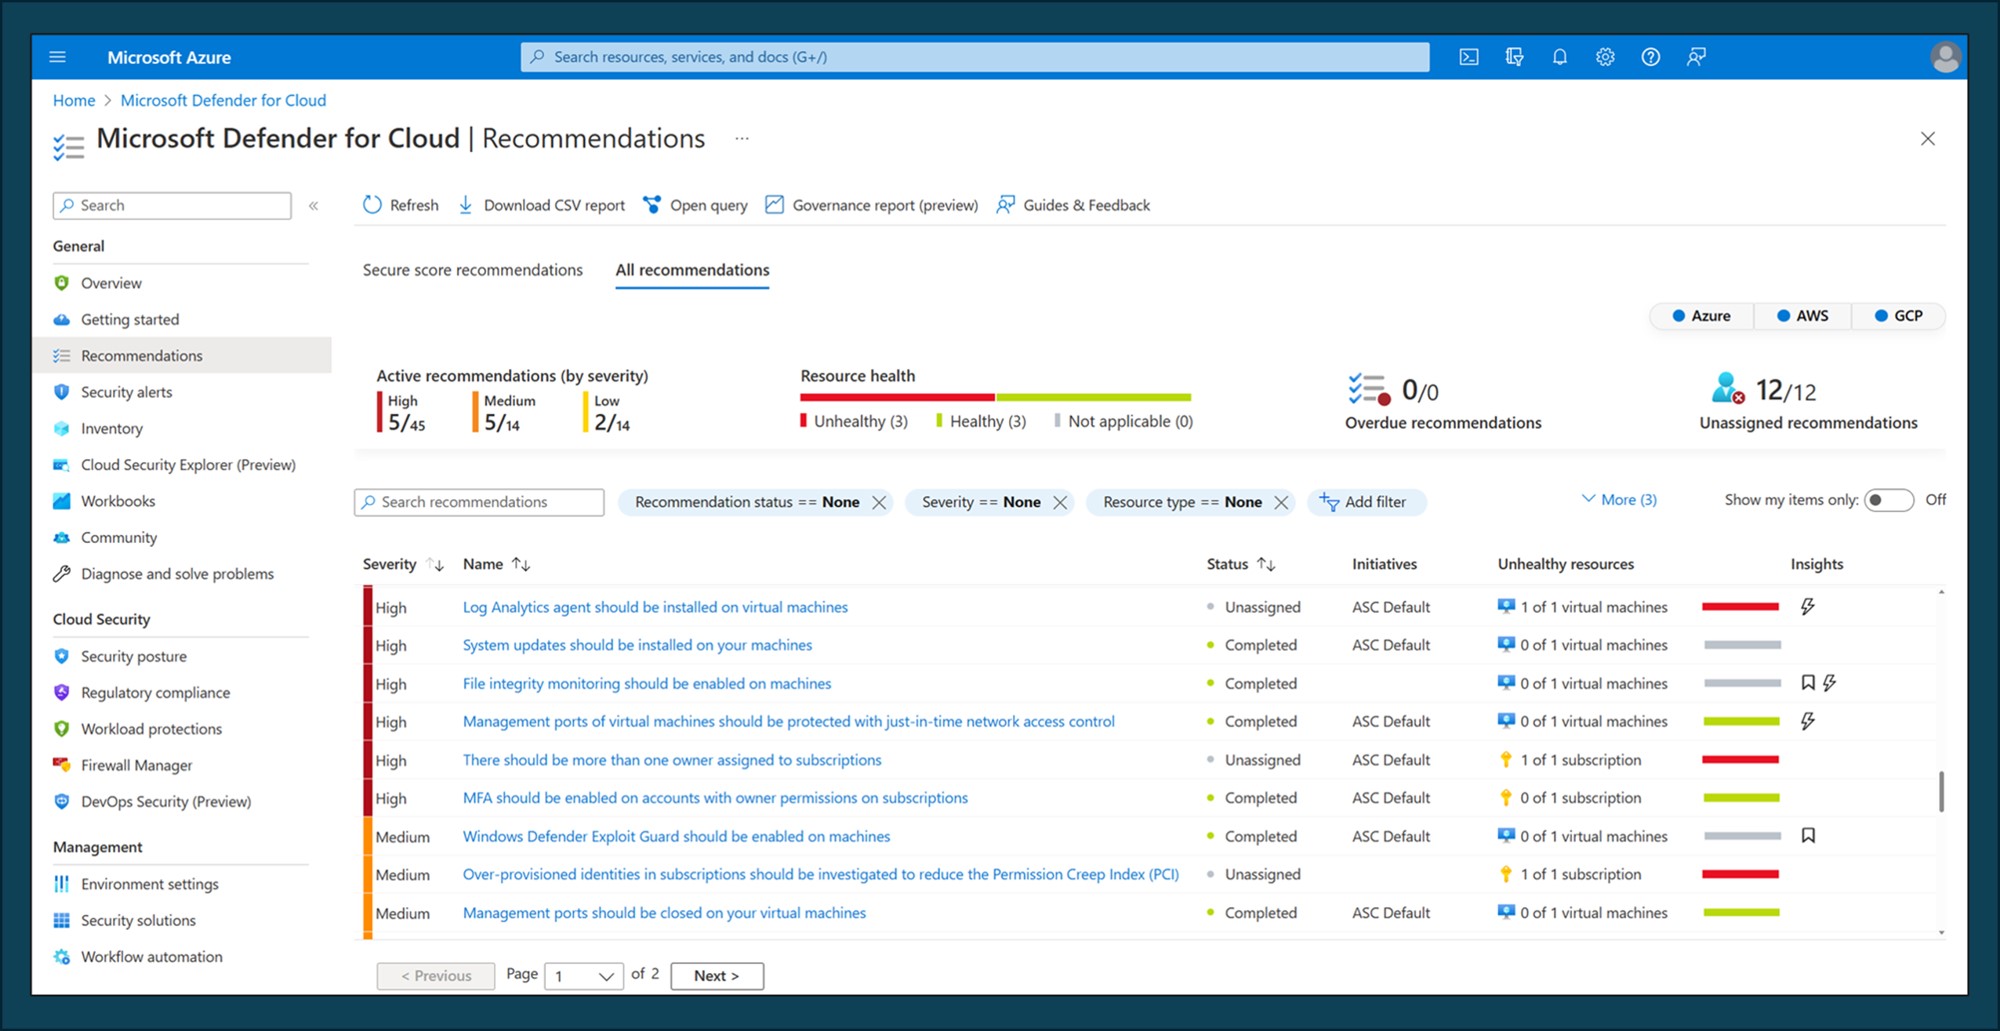 Microsoft Azure
Search resources, services, and docs (G+/)
Home > Microsoft Defender for Cloud
Microsoft Defender for Cloud | Recommendations ...
Search «
General
Overview
Getting started
Recommendations
Security alerts
Inventory
Cloud Security Explorer (Preview)
Workbooks
Community
Diagnose and solve problems
Cloud Security
Security posture
Regulatory compliance
Workload protections
Firewall Manager
DevOps Security (Preview)
Management
Environment settings
Security solutions
Workflow automation
Refresh Download CSV report Open query Governance report (preview) Guides & Feedback
Secure score recommendations All recommendations
Azure AWS GCP
Active recommendations (by severity)
High Medium Low
5/45 5/14 2/14
Resource health
Unhealthy (3) Healthy (3) Not applicable (0)
0/0
Overdue recommendations
12/12
Unassigned recommendations
Search recommendations Recommendation status == None Severity == None Resource type == None Add filter More (3) Show my items only: Off
Severity Name Status Initiatives Unhealthy resources Insights
High Log Analytics agent should be installed on virtual machines Unassigned ASC Default 1 of 1 virtual machines
High System updates should be installed on your machines Completed ASC Default 0 of 1 virtual machines
High File integrity monitoring should be enabled on machines Completed 0 of 1 virtual machines
High Management ports of virtual machines should be protected with just-in-time network access control Completed ASC Default 0 of 1 virtual machines
High There should be more than one owner assigned to subscriptions Unassigned ASC Default 1 of 1 subscription
High MFA should be enabled on accounts with owner permissions on subscriptions Completed ASC Default 0 of 1 subscription
Medium Windows Defender Exploit Guard should be enabled on machines Completed ASC Default 0 of 1 virtual machines
Medium Over-provisioned identities in subscriptions should be investigated to reduce the Permission Creep Index (PCI) Unassigned 1 of 1 subscription
Medium Management ports should be closed on your virtual machines Completed ASC Default 0 of 1 virtual machines
< Previous Page 1 of 2 Next >